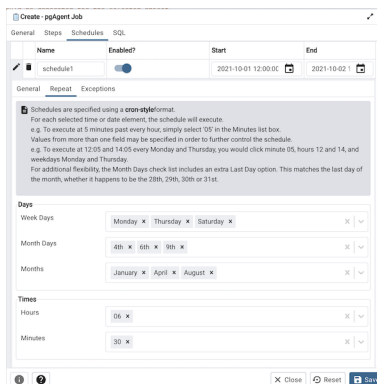 Create - pgAgent Job
General Steps Schedules SQL
Name Enabled? Start End
schedule1 2021-10-01 12:00:00 2021-10-02 1
General Repeat Exceptions
Schedules are specified using a cron-styleformat.
For each selected time or date element, the schedule will execute.
e.g. To execute at 5 minutes past every hour, simply select '05' in the Minutes list box.
Values from more than one field may be specified in order to further control the schedule.
e.g. To execute at 12:05 and 14:05 every Monday and Thursday, you would click minute 05, hours 12 and 14, and
weekdays Monday and Thursday.
For additional flexibility, the Month Days check list includes an extra Last Day option. This matches the last day of
the month, whether it happens to be the 28th, 29th, 30th or 31st.
Days
Week Days Monday × Thursday × Saturday ×
Month Days 4th × 6th × 9th ×
Months January × April × August ×
Times
Hours 06 ×
Minutes 30 ×
Close Reset Save